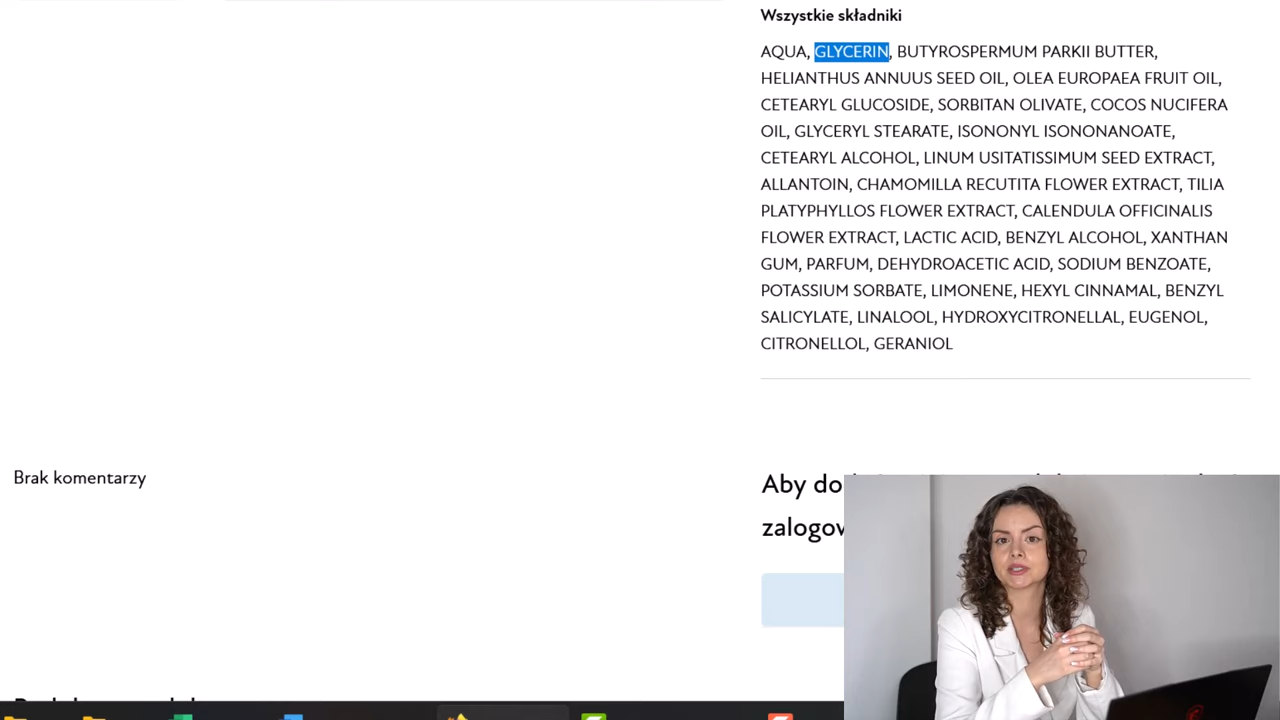 Wszystkie składniki
AQUA, GLYCERIN, BUTYROSPERMUM PARKII BUTTER,
HELIANTHUS ANNUUS SEED OIL, OLEA EUROPAEA FRUIT OIL,
CETEARYL GLUCOSIDE, SORBITAN OLIVATE, COCOS NUCIFERA
OIL, GLYCERYL STEARATE, ISONONYL ISONONANOATE,
CETEARYL ALCOHOL, LINUM USITATISSIMUM SEED EXTRACT,
ALLANTOIN, CHAMOMILLA RECUTITA FLOWER EXTRACT, TILIA
PLATYPHYLLOS FLOWER EXTRACT, CALENDULA OFFICINALIS
FLOWER EXTRACT, LACTIC ACID, BENZYL ALCOHOL, XANTHAN
GUM, PARFUM, DEHYDROACETIC ACID, SODIUM BENZOATE,
POTASSIUM SORBATE, LIMONENE, HEXYL CINNAMAL, BENZYL
SALICYLATE, LINALOOL, HYDROXYCITRONELLAL, EUGENOL,
CITRONELLOL, GERANIOL
Brak komentarzy
Aby